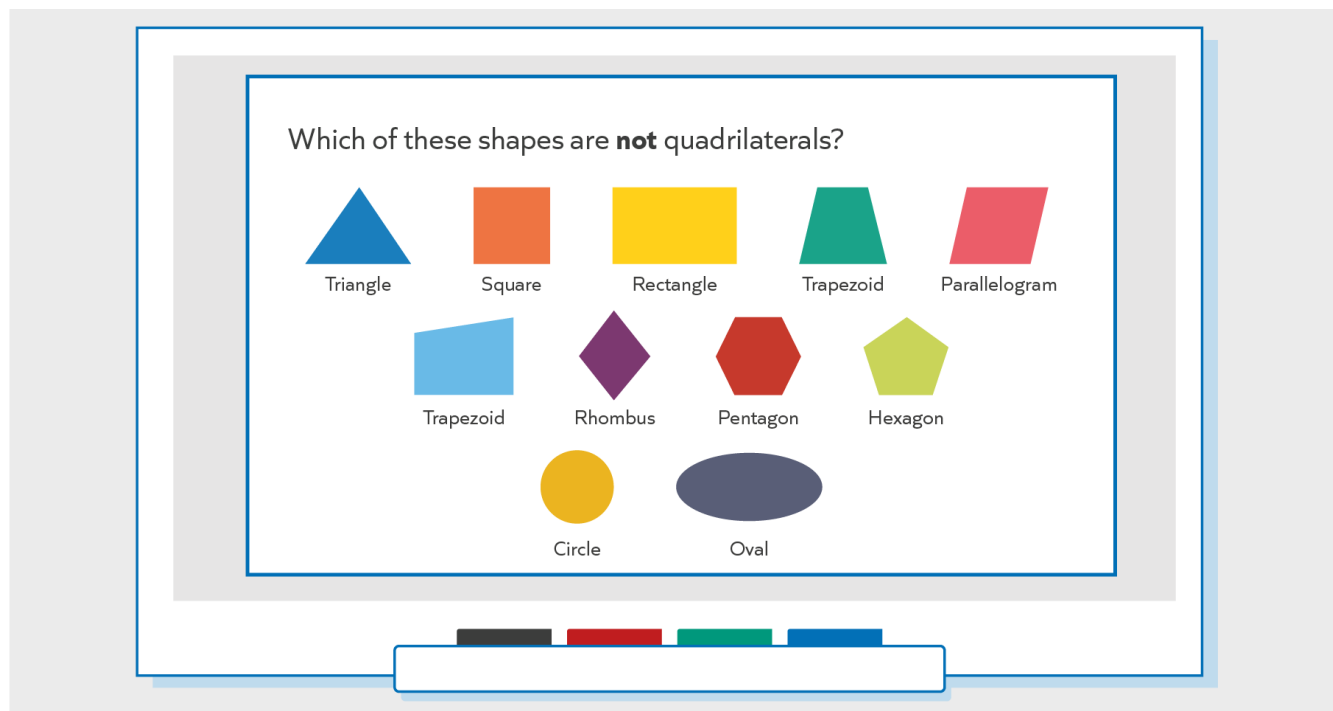 Which of these shapes are not quadrilaterals?
Triangle Square Rectangle Trapezoid Parallelogram
Trapezoid Rhombus Pentagon Hexagon
Circle Oval